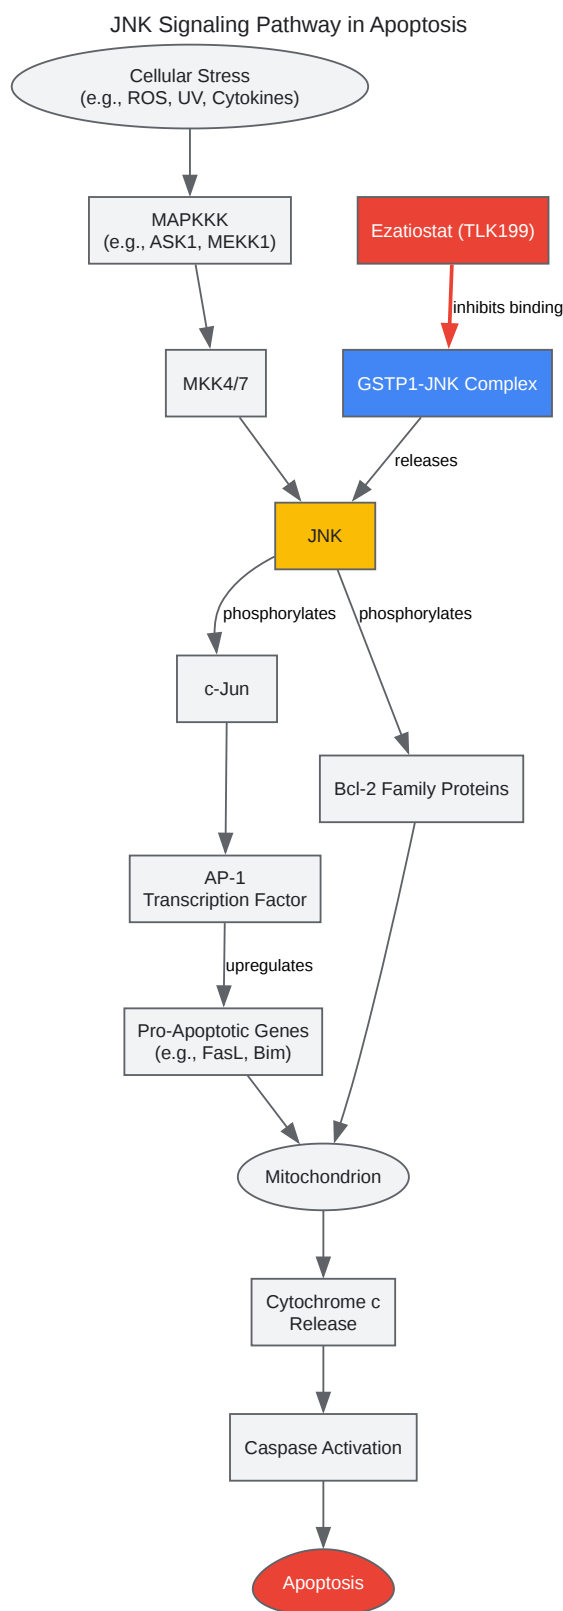 JNK Signaling Pathway in Apoptosis
Cellular Stress
(e.g., ROS, UV, Cytokines)
MAPKKK
(e.g., ASK1, MEKK1)
Ezatiostat (TLK199)
inhibits binding
MKK4/7
GSTP1-JNK Complex
releases
JNK
phosphorylates
phosphorylates
c-Jun
Bcl-2 Family Proteins
AP-1
Transcription Factor
upregulates
Pro-Apoptotic Genes
(e.g., FasL, Bim)
Mitochondrion
Cytochrome c
Release
Caspase Activation
Apoptosis